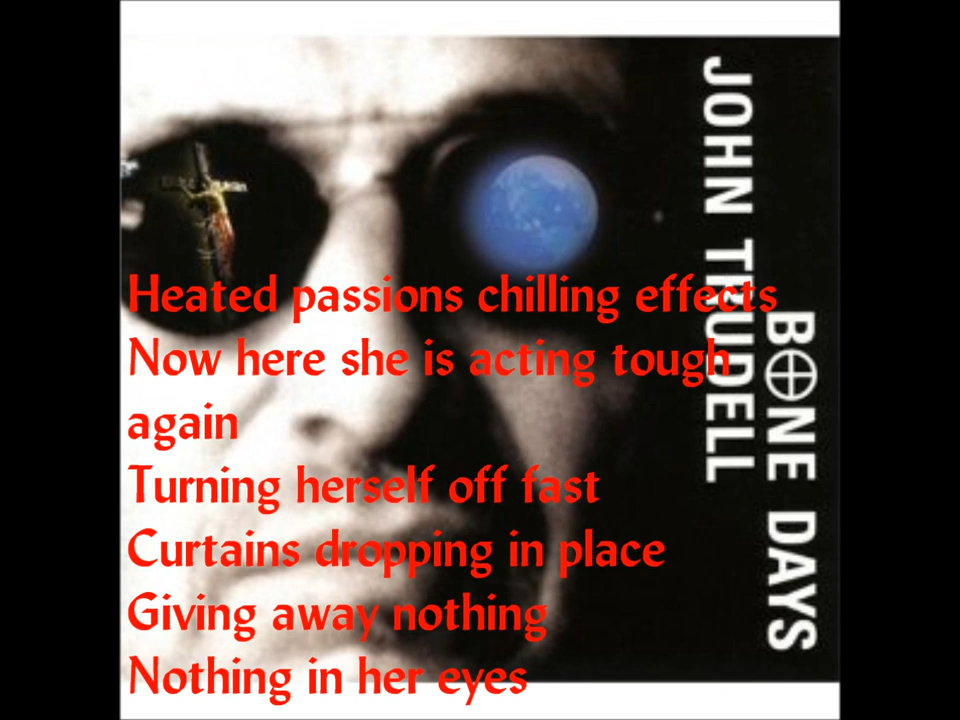 JOHN TRUDELL
BONE DAYS
Heated passions chilling effects
Now here she is acting tough
again
Turning herself off fast
Curtains dropping in place
Giving away nothing
Nothing in her eyes